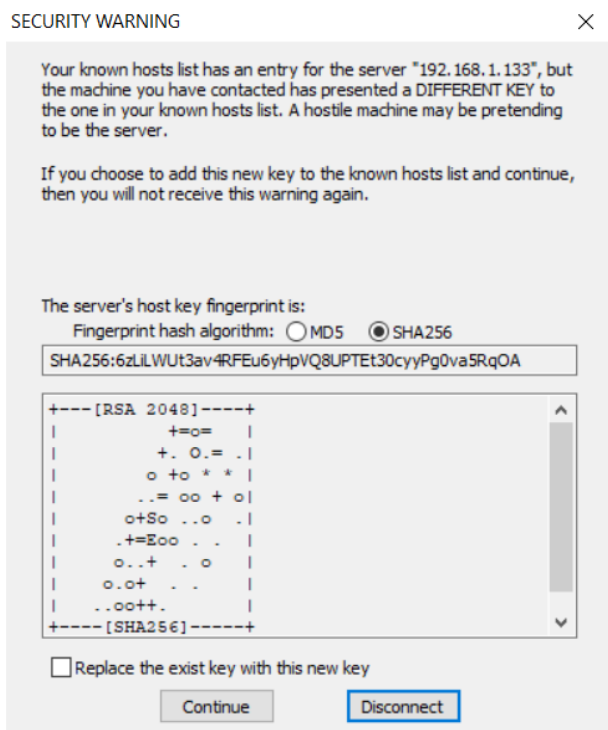 SECURITY WARNING
Your known hosts list has an entry for the server "192.168.1.133", but
the machine you have contacted has presented a DIFFERENT KEY to
the one in your known hosts list. A hostile machine may be pretending
to be the server.
If you choose to add this new key to the known hosts list and continue,
then you will not receive this warning again.
The server's host key fingerprint is:
Fingerprint hash algorithm: MD5 SHA256
SHA256:6zLiLWUt3av4RFEu6yHpVQ8UPTEt30cyyPg0va5RqOA
+---[RSA 2048]----+
|            +=o=   |
|           +. O.= .|
|          o +o * * |
|         ..= oo + o|
|        o+So ..o  .|
|       .+=Eoo . .  |
|       o..+  . o   |
|      o.o+  . .    |
|     ..oo++.       |
+----[SHA256]-----+
Replace the exist key with this new key
Continue Disconnect